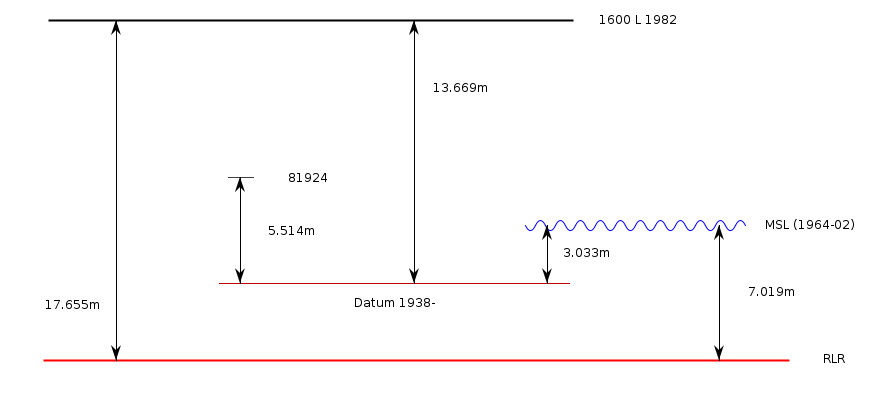 1600 L 1982
13.669m
81924
5.514m
MSL (1964-02)
3.033m
7.019m
17.655m
Datum 1938-
RLR